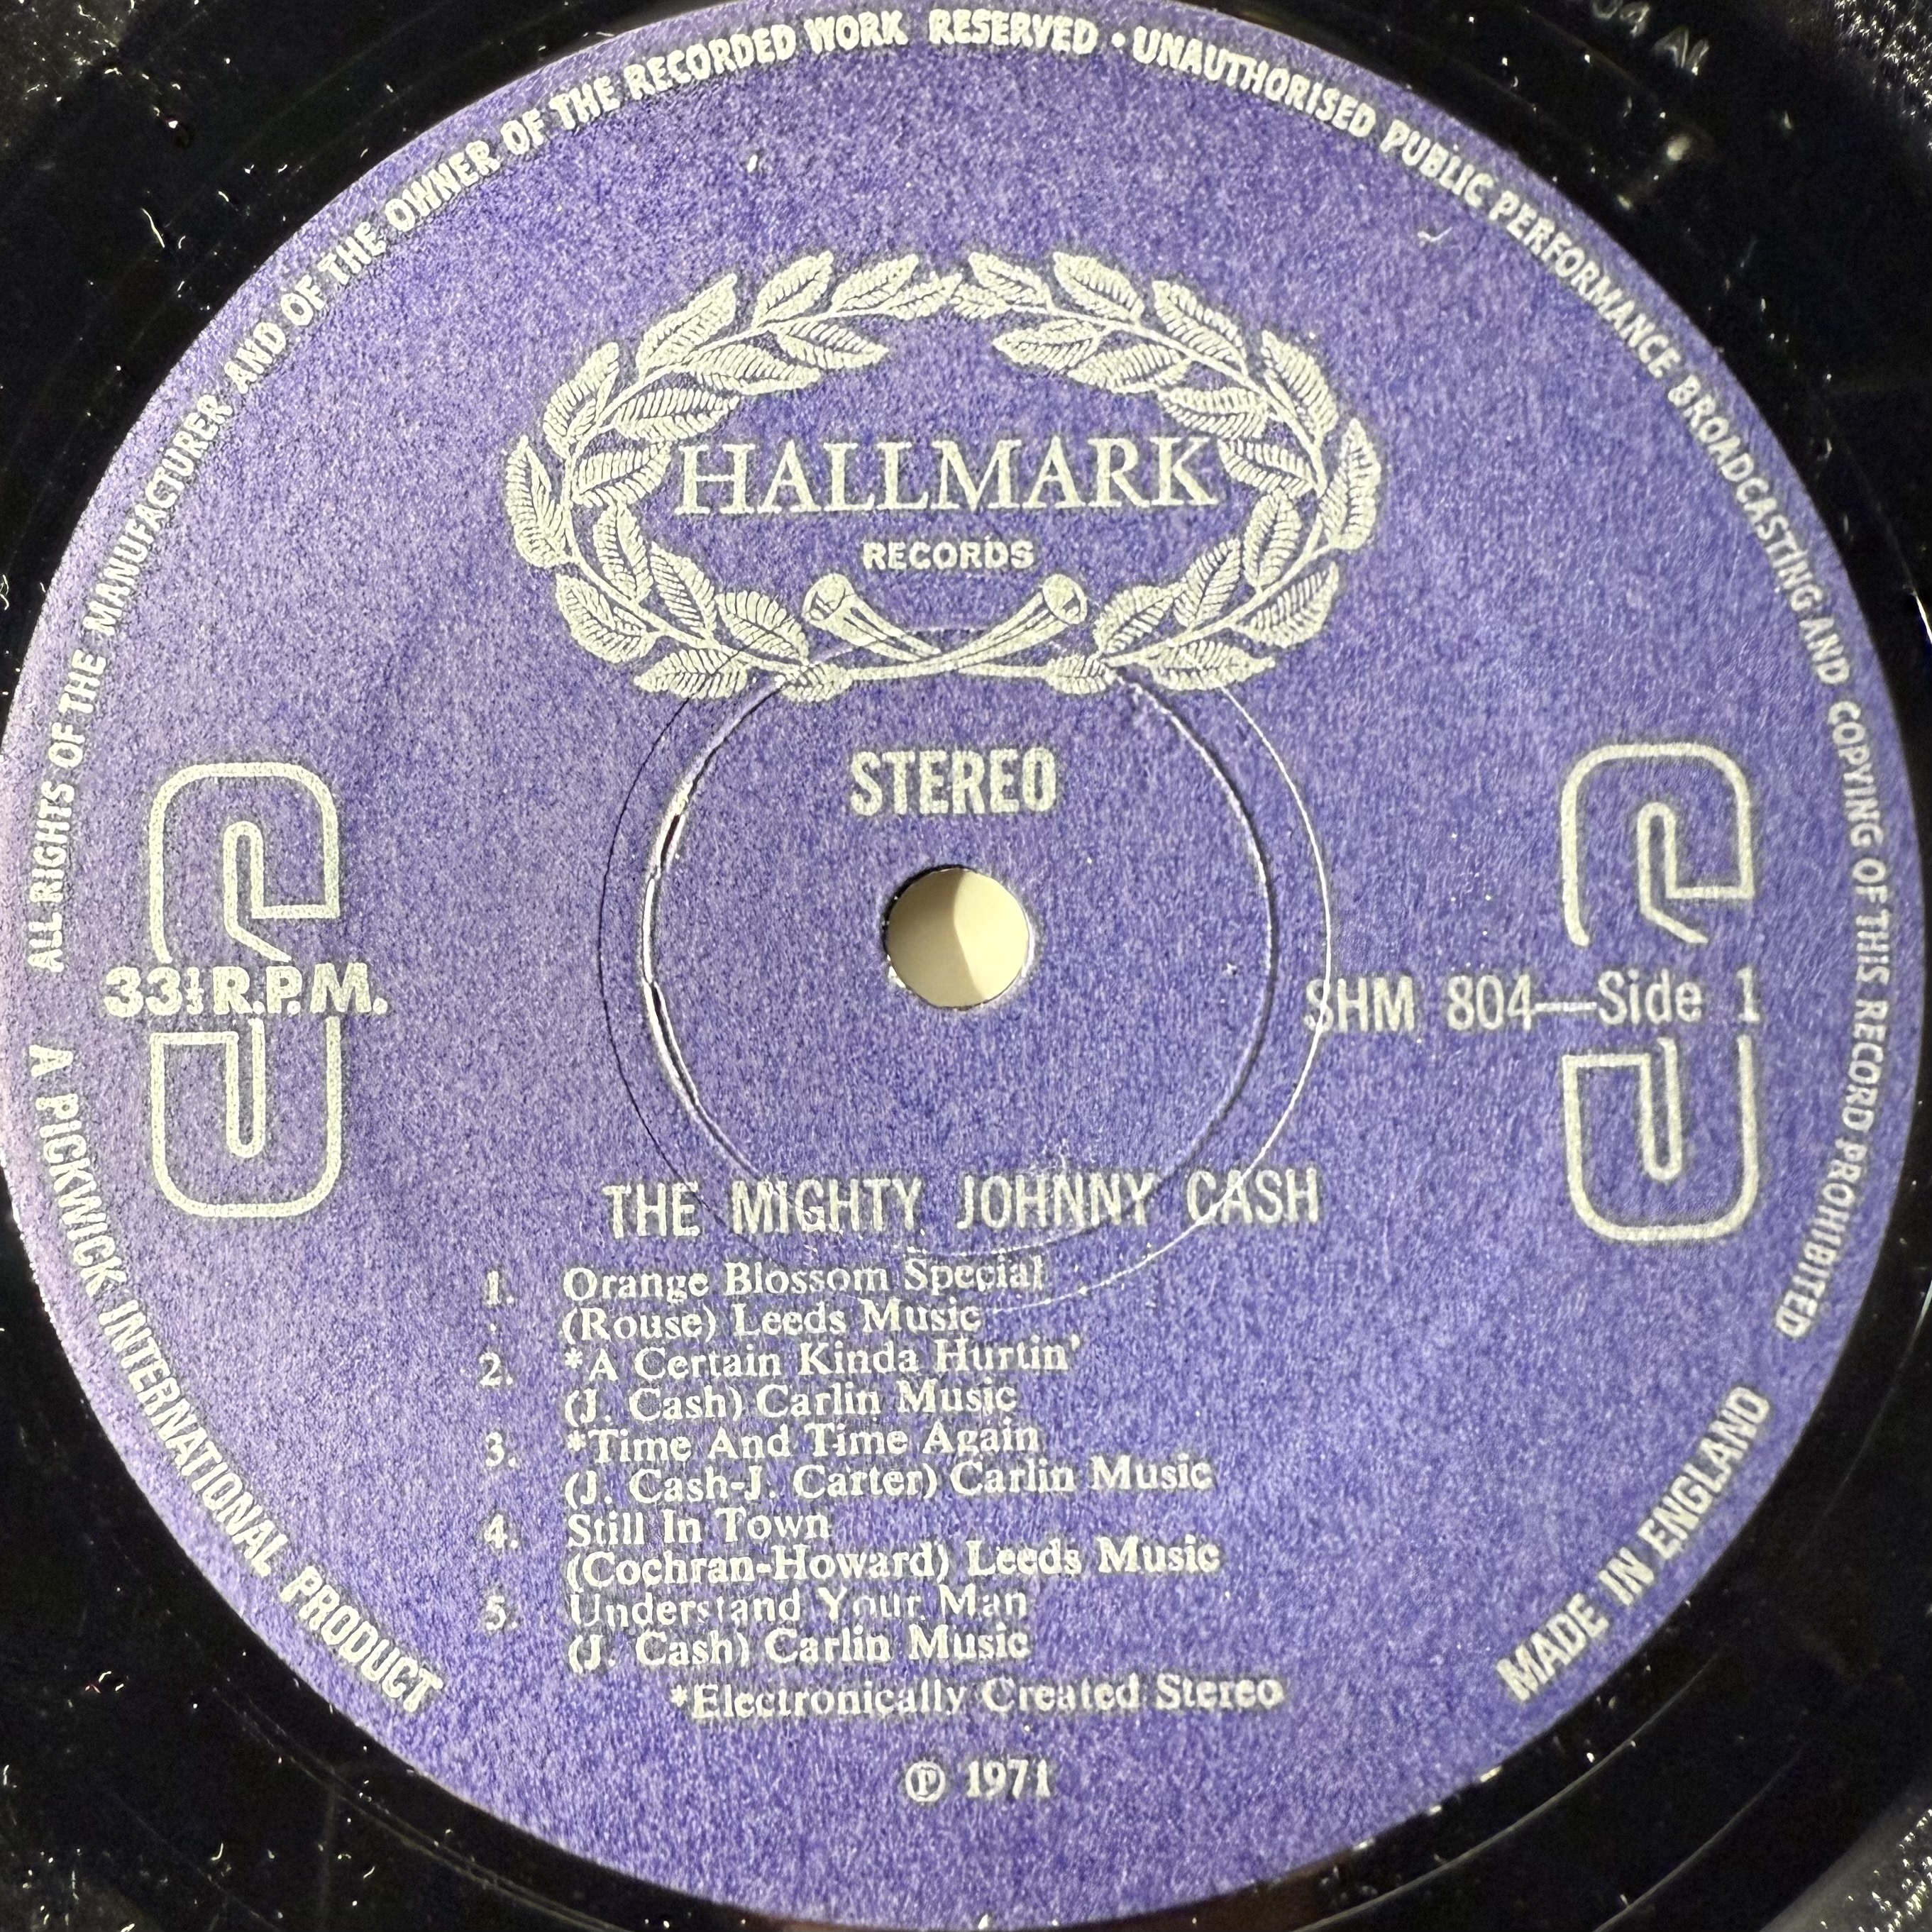 ALL RIGHTS OF THE MANUFACTURER AND OF THE OWNER OF THE RECORDED WORK RESERVED • UNAUTHORISED PUBLIC PERFORMANCE BROADCASTING AND COPYING OF THIS RECORD PROHIBITED
HALLMARK
RECORDS
STEREO
S
33⅓ R.P.M.
S
SHM 804—Side 1
THE MIGHTY JOHNNY CASH
1. Orange Blossom Special
(Rouse) Leeds Music
2. *A Certain Kinda Hurtin'
(J. Cash) Carlin Music
3. *Time And Time Again
(J. Cash-J. Carter) Carlin Music
4. Still In Town
(Cochran-Howard) Leeds Music
5. Understand Your Man
(J. Cash) Carlin Music
*Electronically Created Stereo
℗ 1971
A PICKWICK INTERNATIONAL PRODUCT
MADE IN ENGLAND